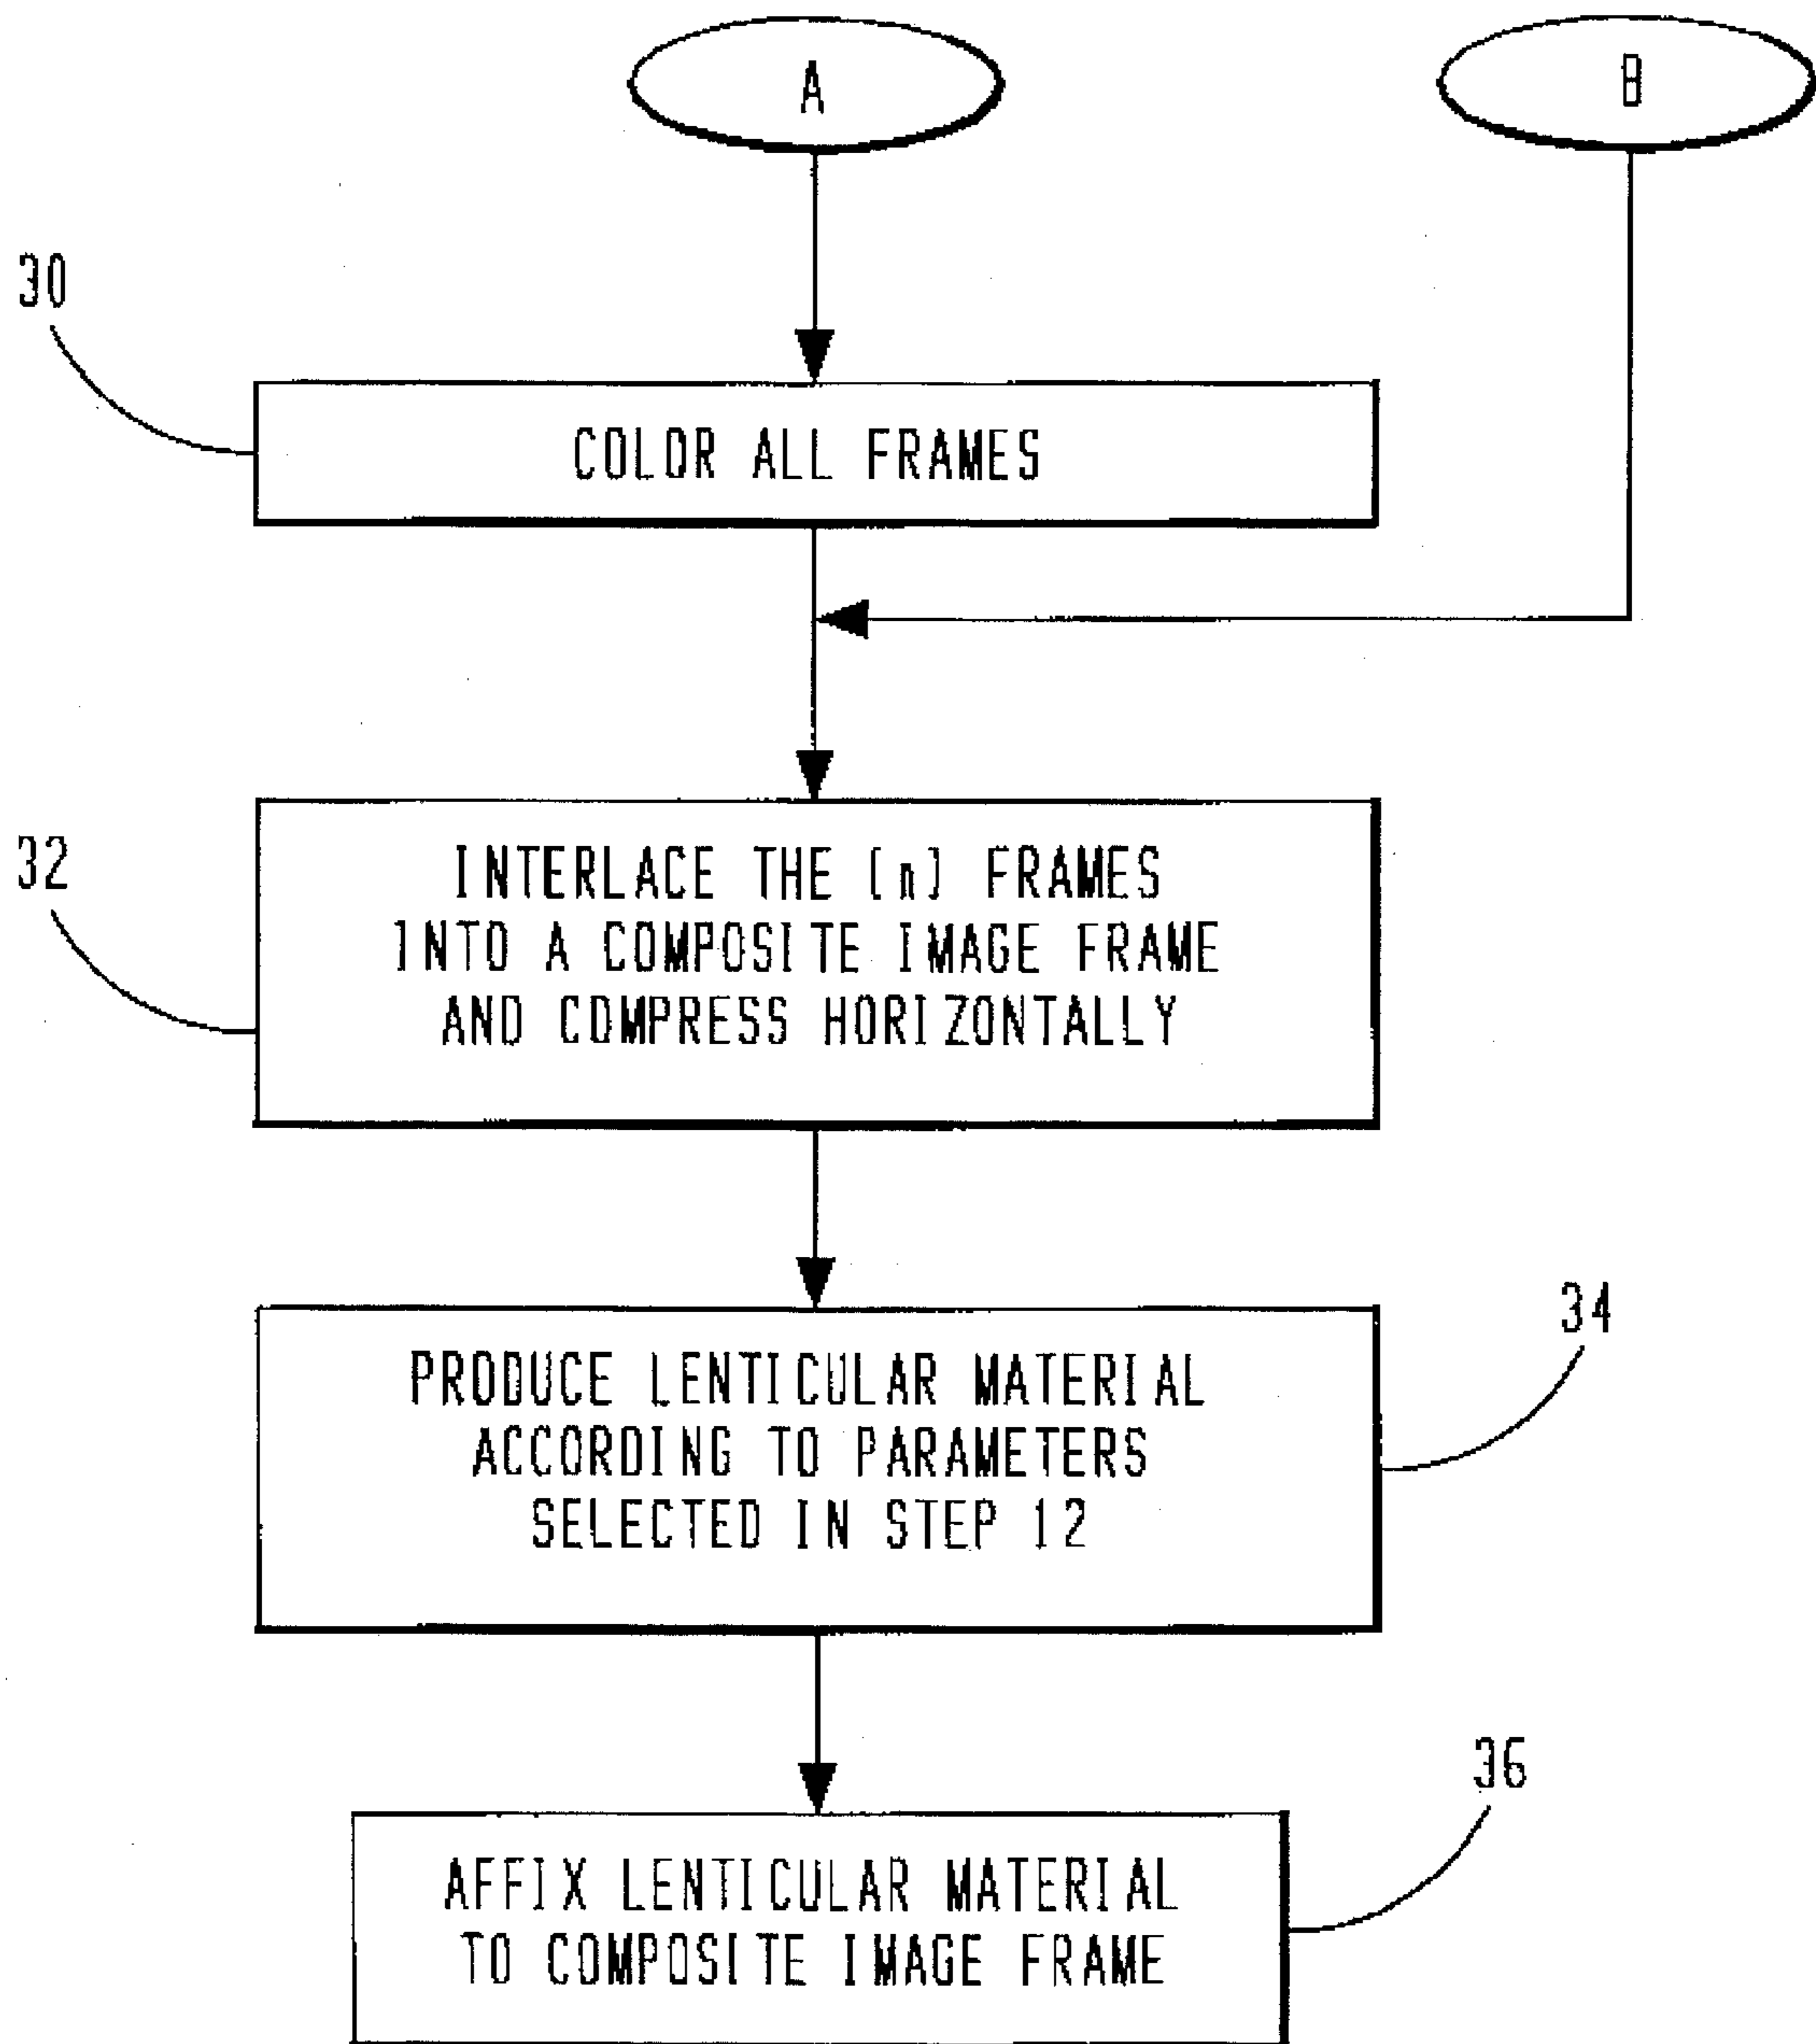 A
B
30
COLOR ALL FRAMES
32
INTERLACE THE [n] FRAMES
INTO A COMPOSITE IMAGE FRAME
AND COMPRESS HORIZONTALLY
34
PRODUCE LENTICULAR MATERIAL
ACCORDING TO PARAMETERS
SELECTED IN STEP 12
36
AFFIX LENTICULAR MATERIAL
TO COMPOSITE IMAGE FRAME